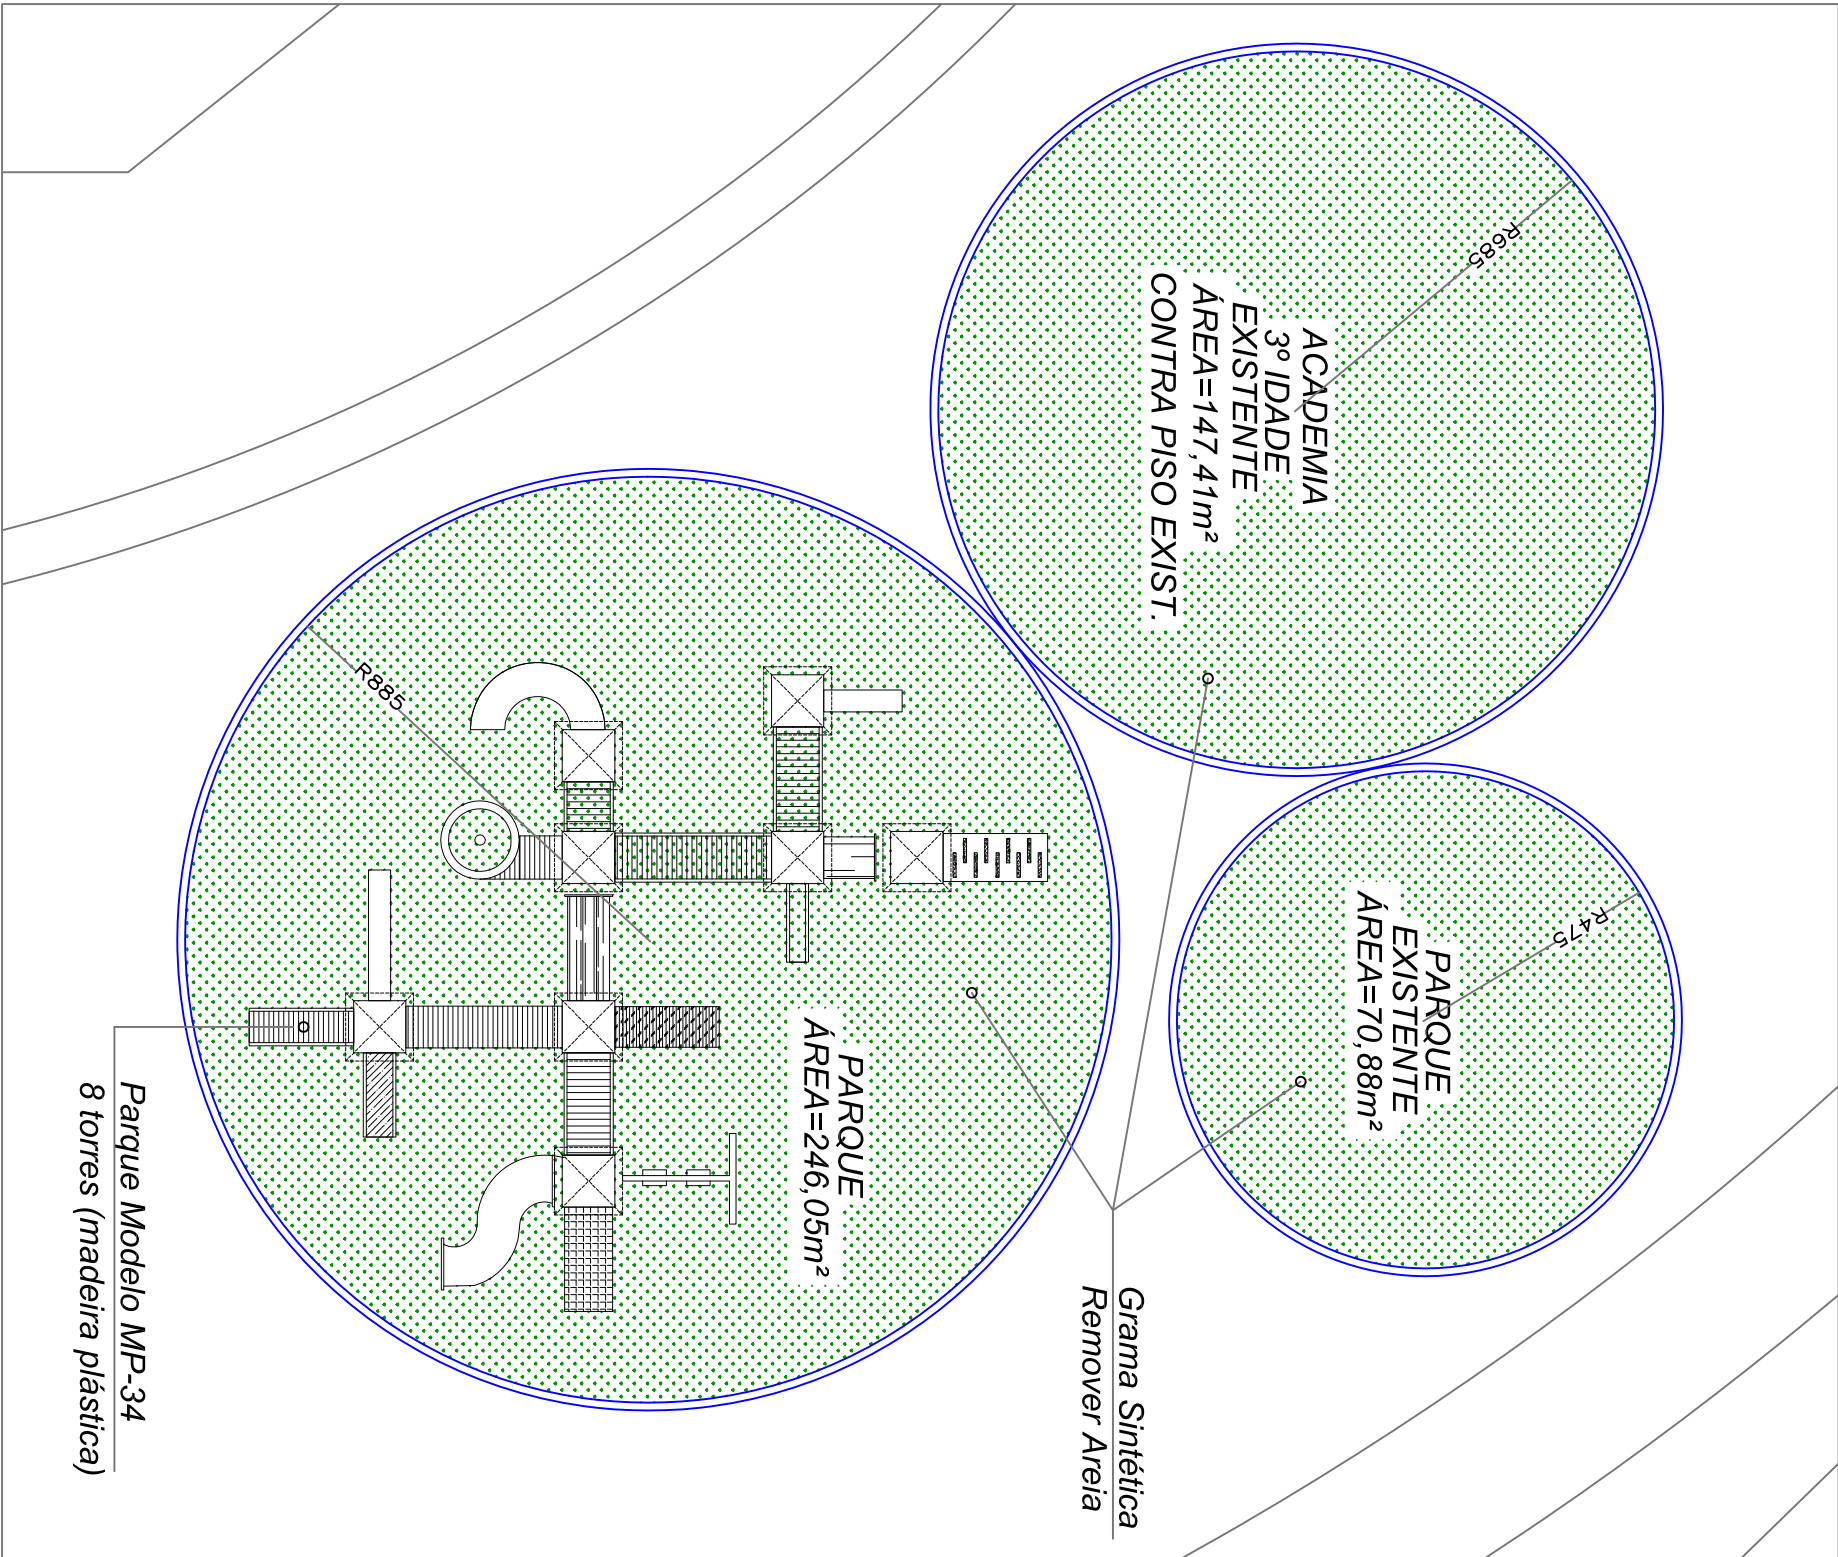 R685
ACADEMIA
3º IDADE
EXISTENTE
ÁREA=147,41m²
CONTRA PISO EXIST.
R475
PARQUE
EXISTENTE
ÁREA=70,88m²
R885
PARQUE
ÁREA=246,05m²
Grama Sintética
Remover Areia
Parque Modelo MP-34
8 torres (madeira plástica)